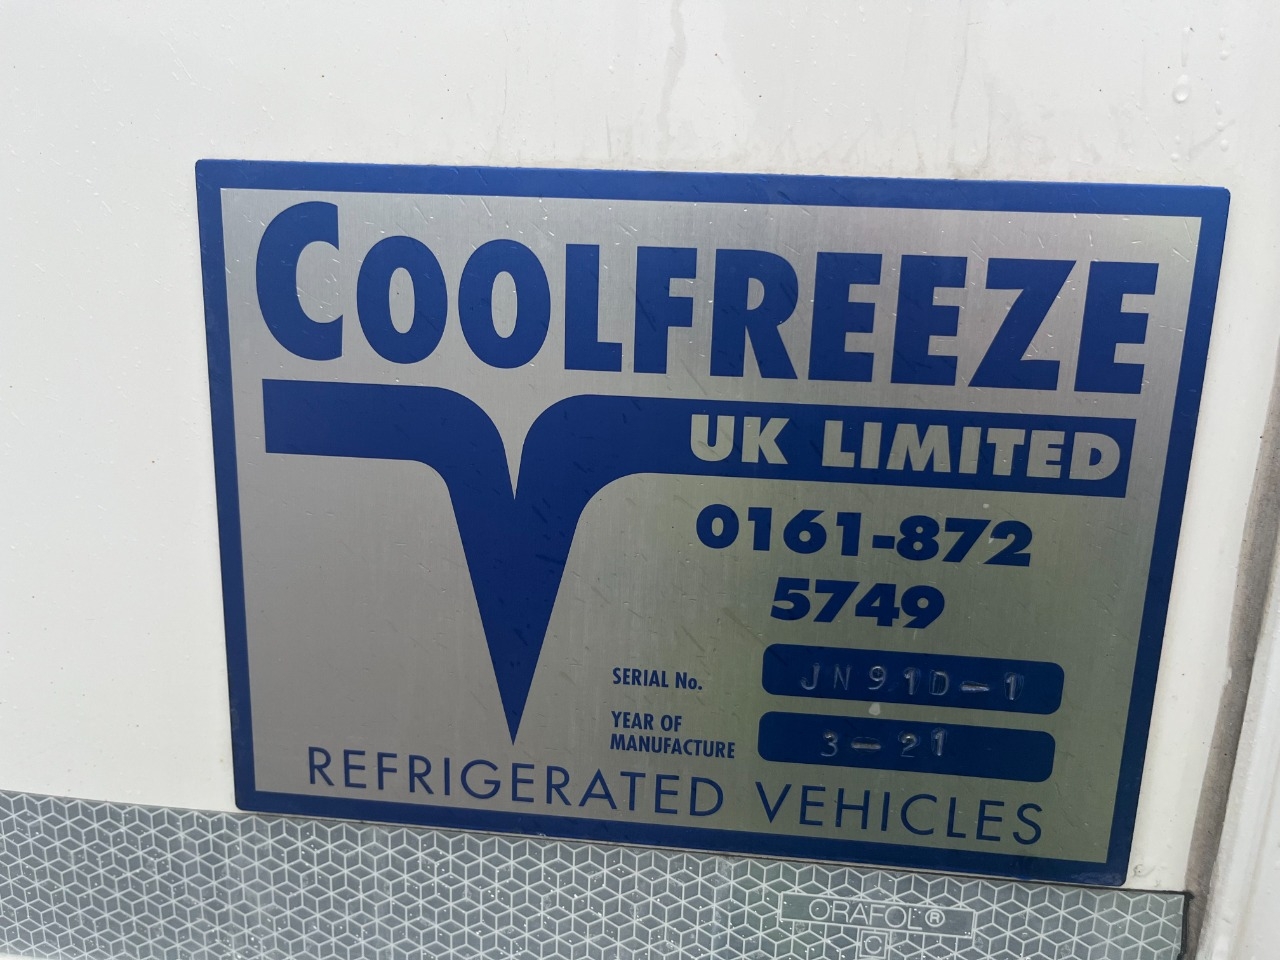 COOLFREEZE
UK LIMITED
0161-872
5749
SERIAL No. JN91D-1
YEAR OF
MANUFACTURE 3-21
REFRIGERATED VEHICLES
ORAFOL®
C